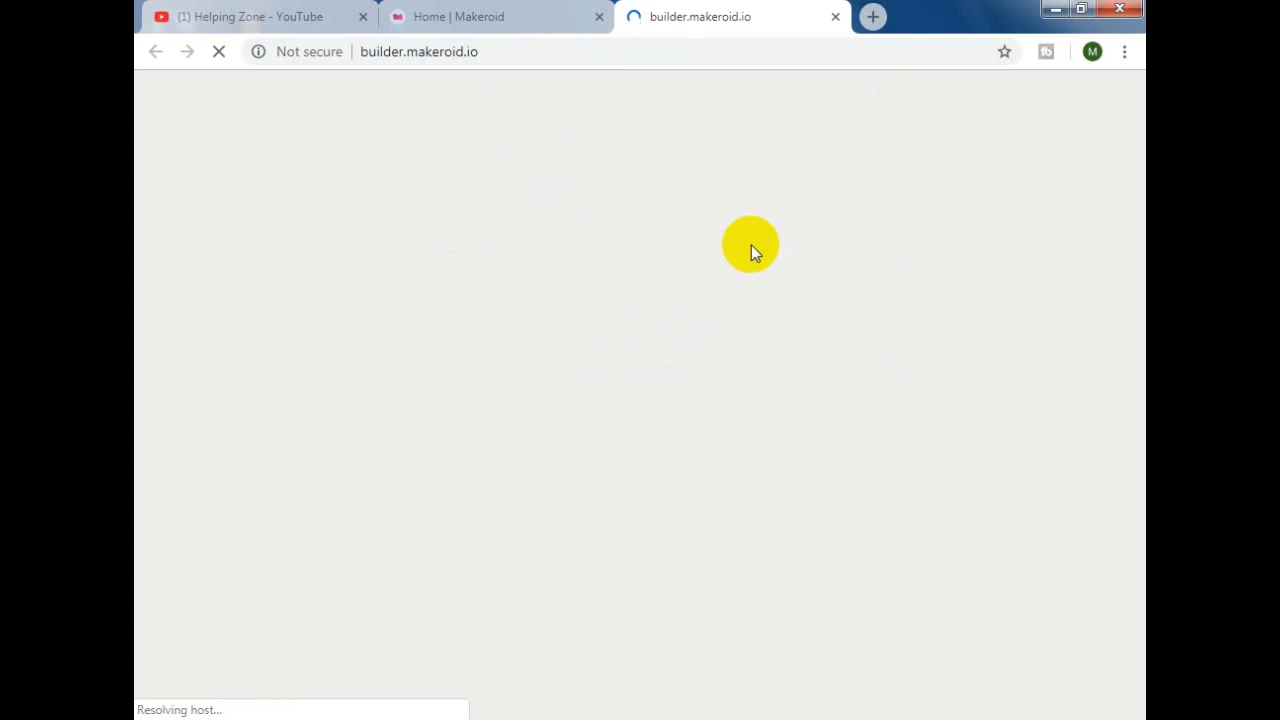 (1) Helping Zone - YouTube
Home | Makeroid
builder.makeroid.io
Not secure
builder.makeroid.io
M
Resolving host...